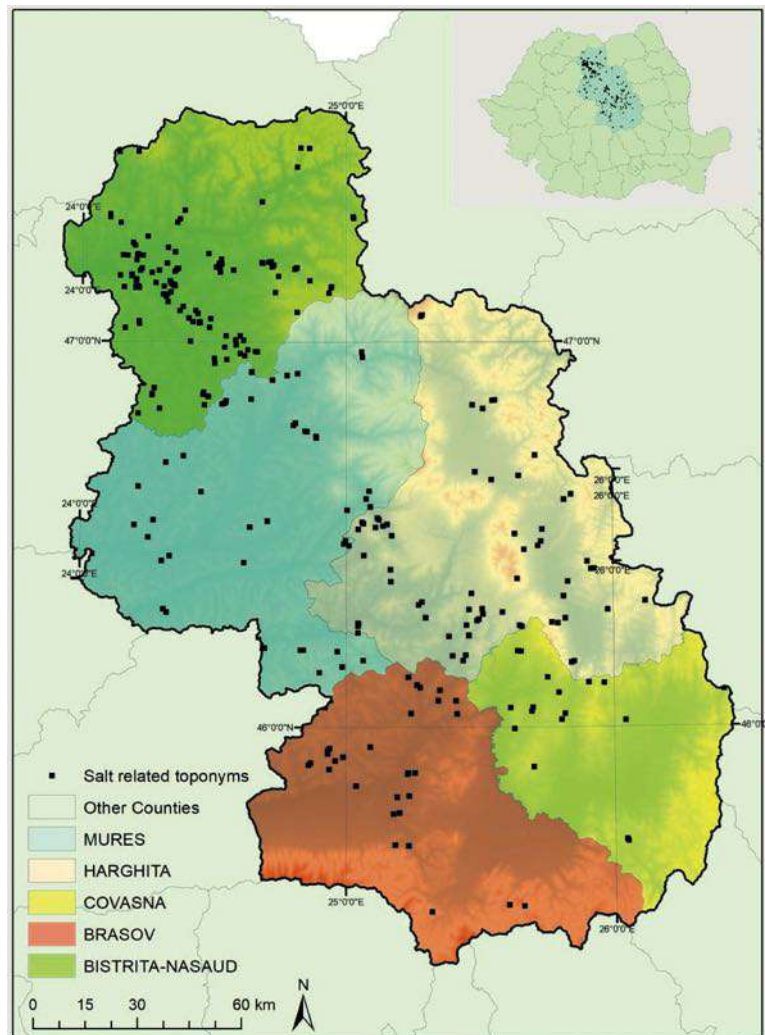 25°0'0"E
24°0'0"E
24°0'0"E
47°0'0"N
47°0'0"N
26°0'0"E
26°0'0"E
24°0'0"E
24°0'0"E
26°0'0"E
46°0'0"N
46°0'0"N
Salt related toponyms
Other Counties
MURES
HARGHITA
COVASNA
BRASOV
BISTRITA-NASAUD
25°0'0"E
26°0'0"E
0 15 30 60 km
N